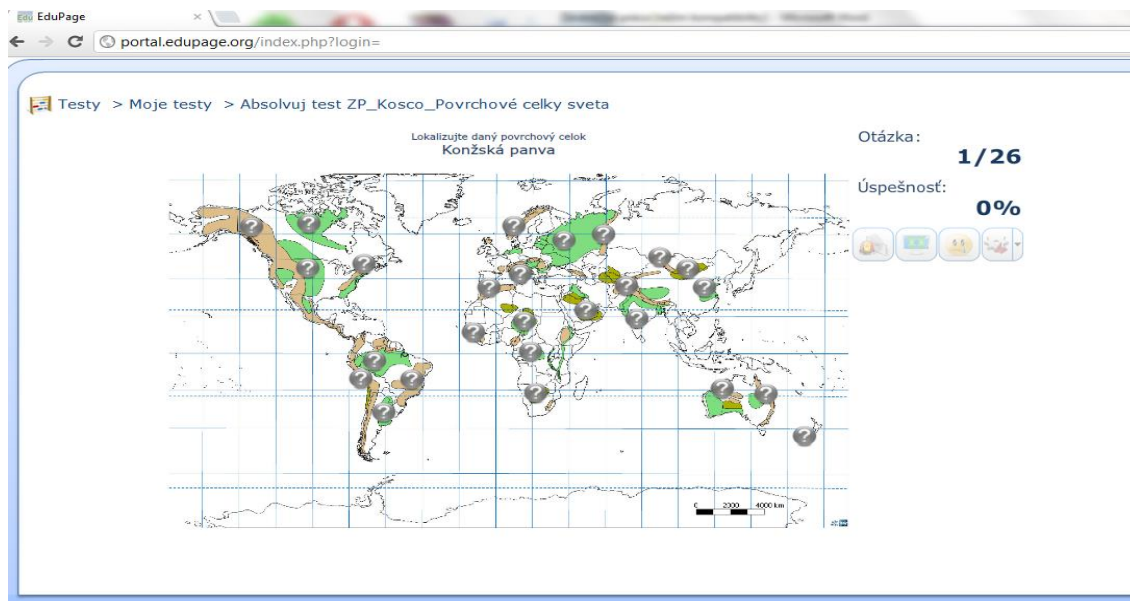 EduPage
portal.edupage.org/index.php?login=
Testy > Moje testy > Absolvuj test ZP_Kosco_Povrchové celky sveta
Lokalizujte daný povrchový celok
Konžská panva
Otázka:
1/26
Úspešnosť:
0%
0 2000 4000 km